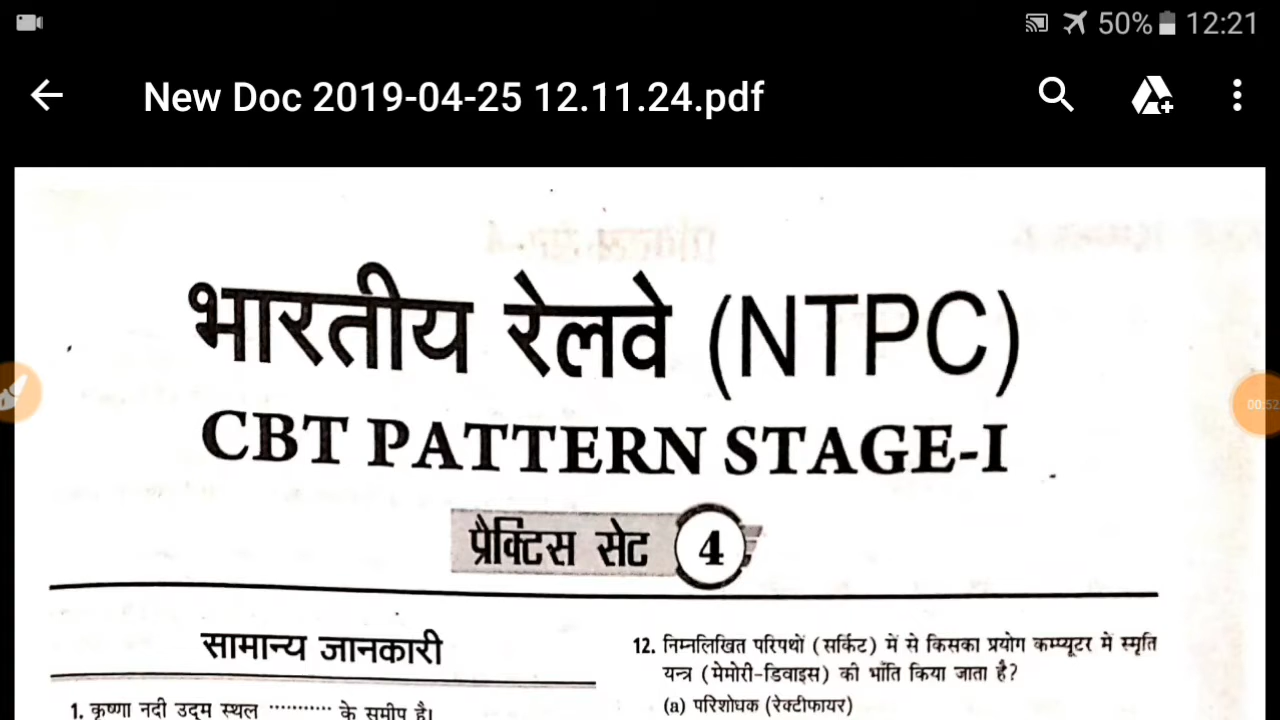 50% 12:21
New Doc 2019-04-25 12.11.24.pdf
भारतीय रेलवे (NTPC)
CBT PATTERN STAGE-I
प्रैक्टिस सेट 4
00:52
सामान्य जानकारी
1. कृष्णा नदी उद्गम स्थल ··········· के समीप है।
12. निम्नलिखित परिपथों (सर्किट) में से किसका प्रयोग कम्प्यूटर में स्मृति
यन्त्र (मेमोरी-डिवाइस) की भाँति किया जाता है?
(a) परिशोधक (रेक्टीफायर)